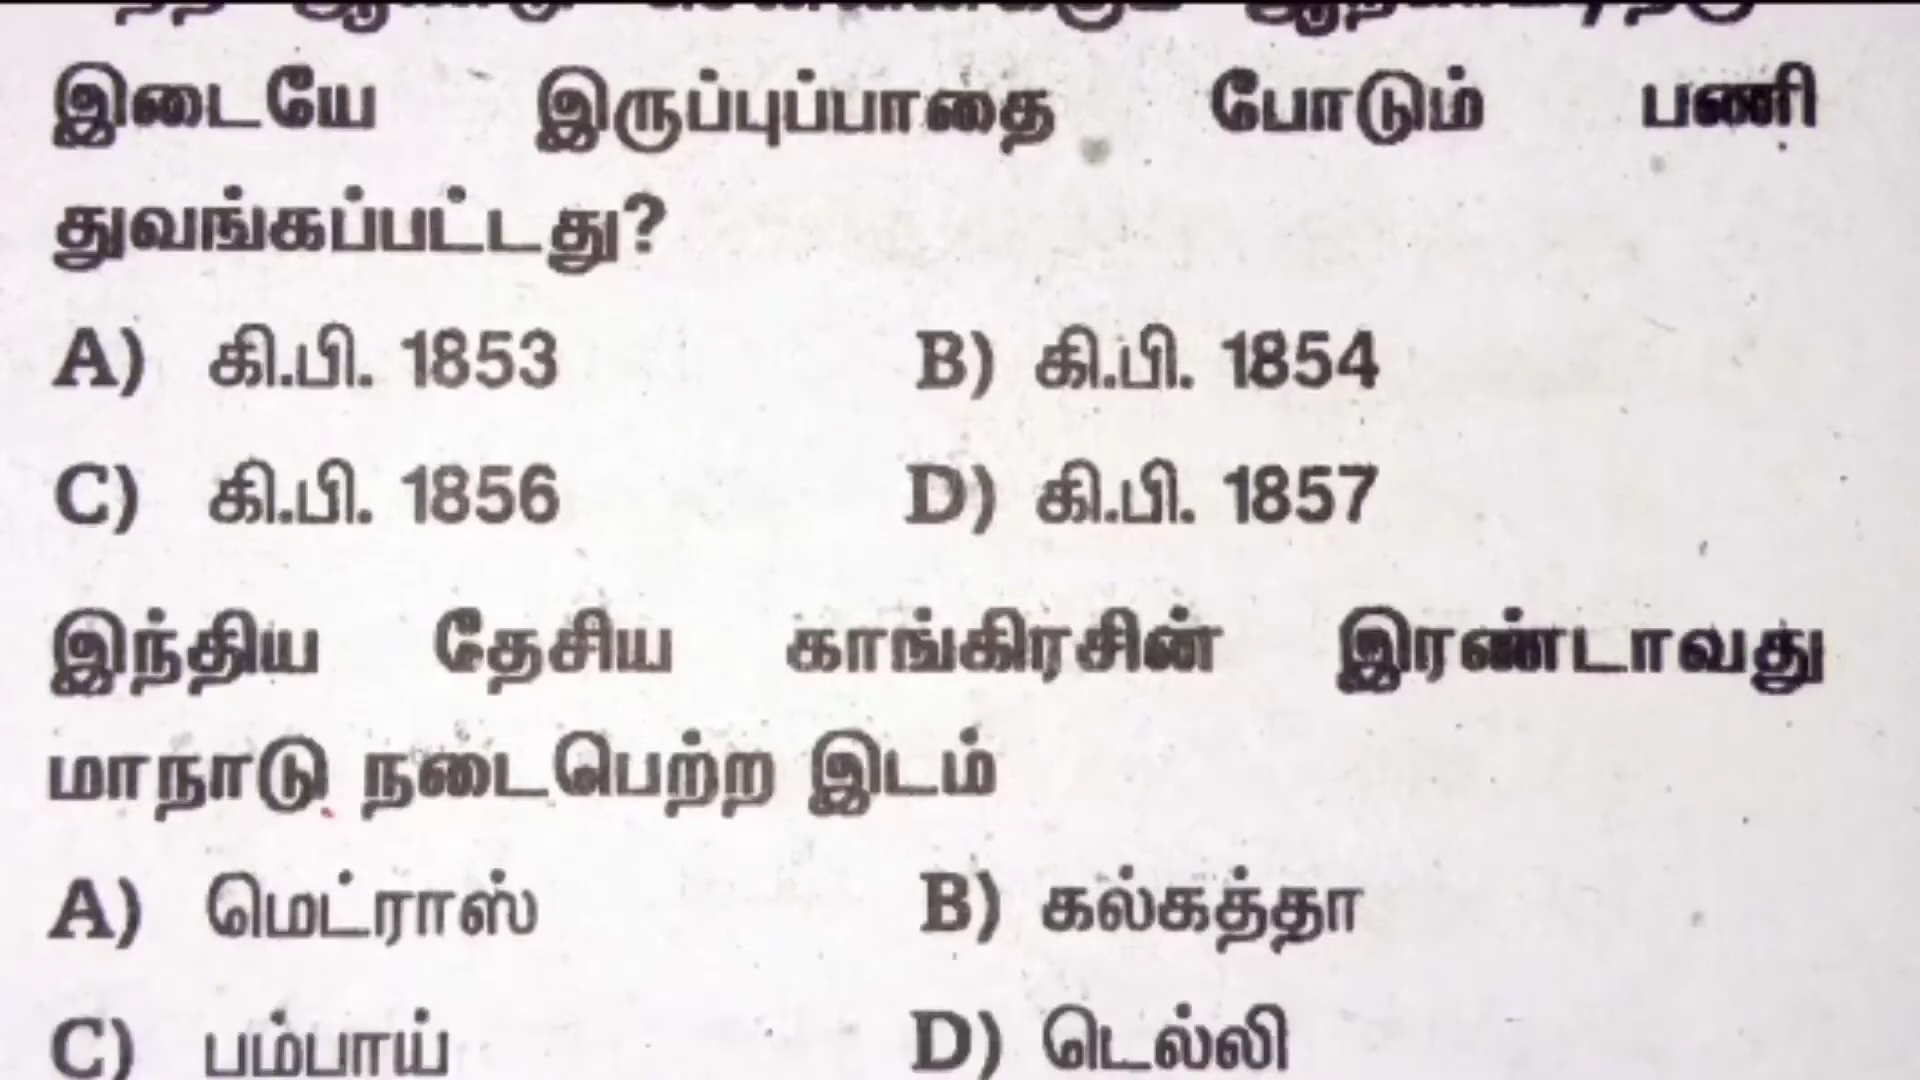 இடையே இருப்புப்பாதை போடும் பணி
துவங்கப்பட்டது?
A) கி.பி. 1853 B) கி.பி. 1854
C) கி.பி. 1856 D) கி.பி. 1857
இந்திய தேசிய காங்கிரசின் இரண்டாவது
மாநாடு நடைபெற்ற இடம்
A) மெட்ராஸ் B) கல்கத்தா
C) பம்பாய் D) டெல்லி